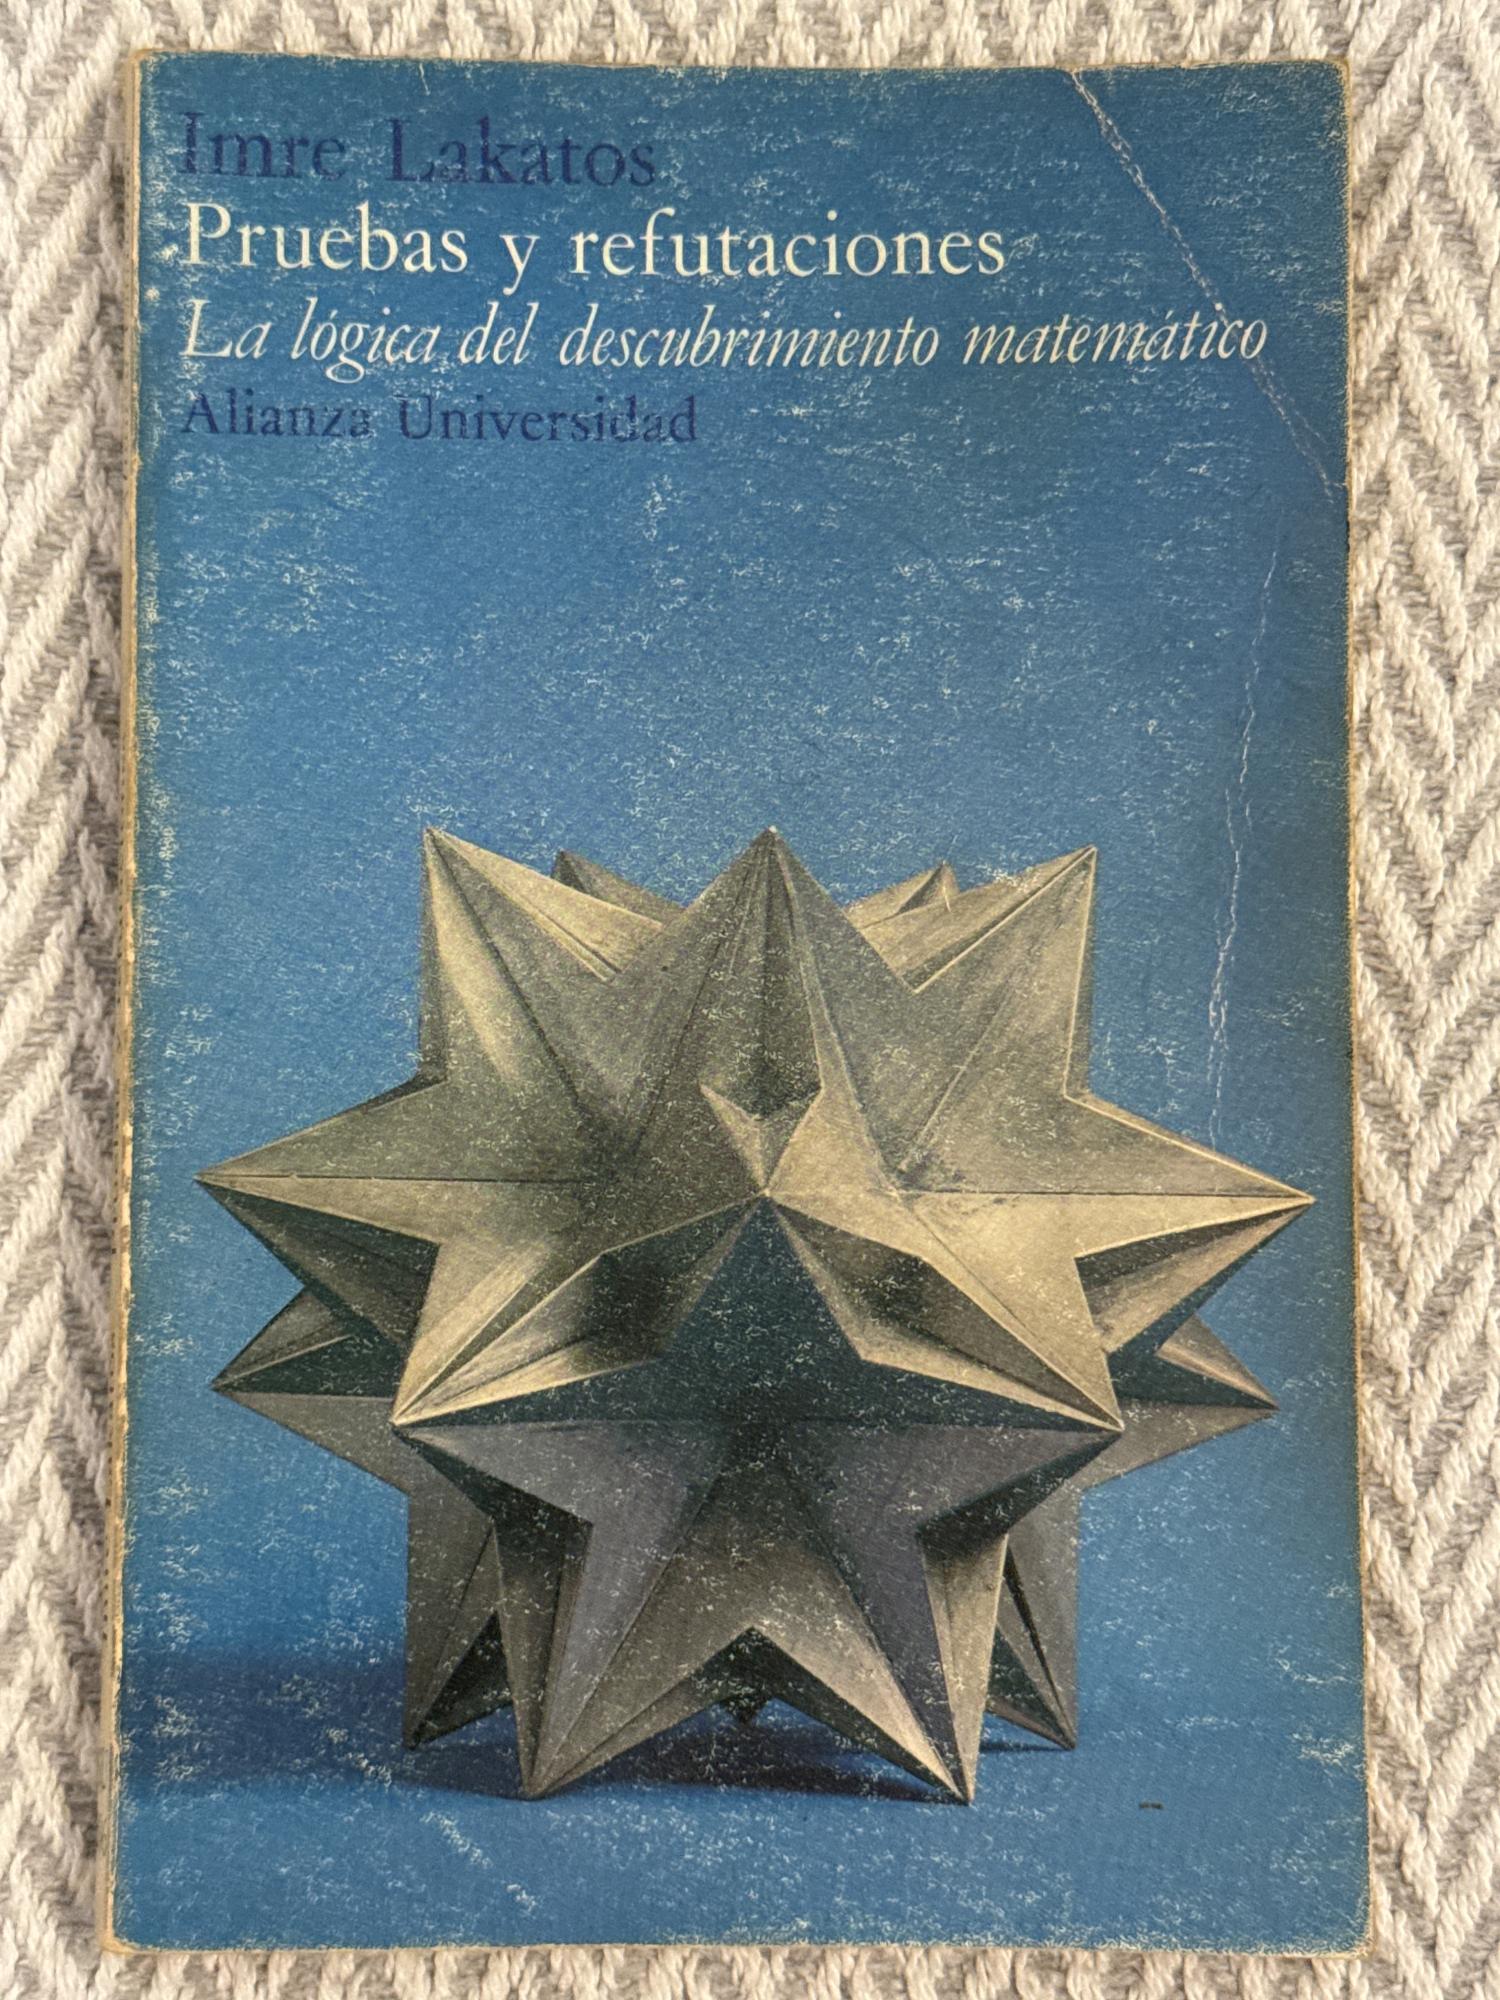 Imre Lakatos
Pruebas y refutaciones
La lógica del descubrimiento matemático
Alianza Universidad